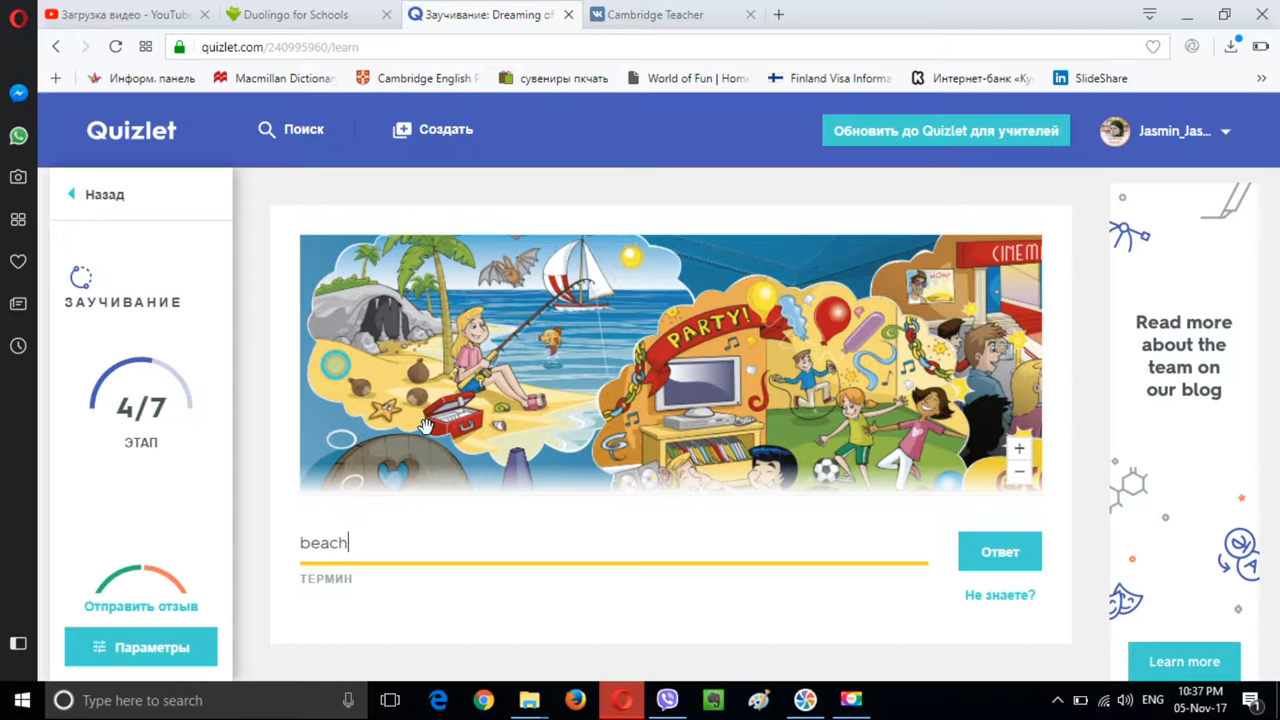 Загрузка видео - YouTube
Duolingo for Schools
Заучивание: Dreaming of
Cambridge Teacher
quizlet.com/240995960/learn
Информ. панель
Macmillan Dictionar
Cambridge English F
сувениры пкчать
World of Fun | Home
Finland Visa Informa
Интернет-банк «Ку
SlideShare
Quizlet
Поиск
Создать
Обновить до Quizlet для учителей
Jasmin_Jas...
Назад
ЗАУЧИВАНИЕ
4/7
ЭТАП
Отправить отзыв
Параметры
PARTY!
CINEM
WOW!
beach
ТЕРМИН
Ответ
Не знаете?
Read more
about the
team on
our blog
Learn more
Type here to search
ENG
10:37 PM
05-Nov-17
1